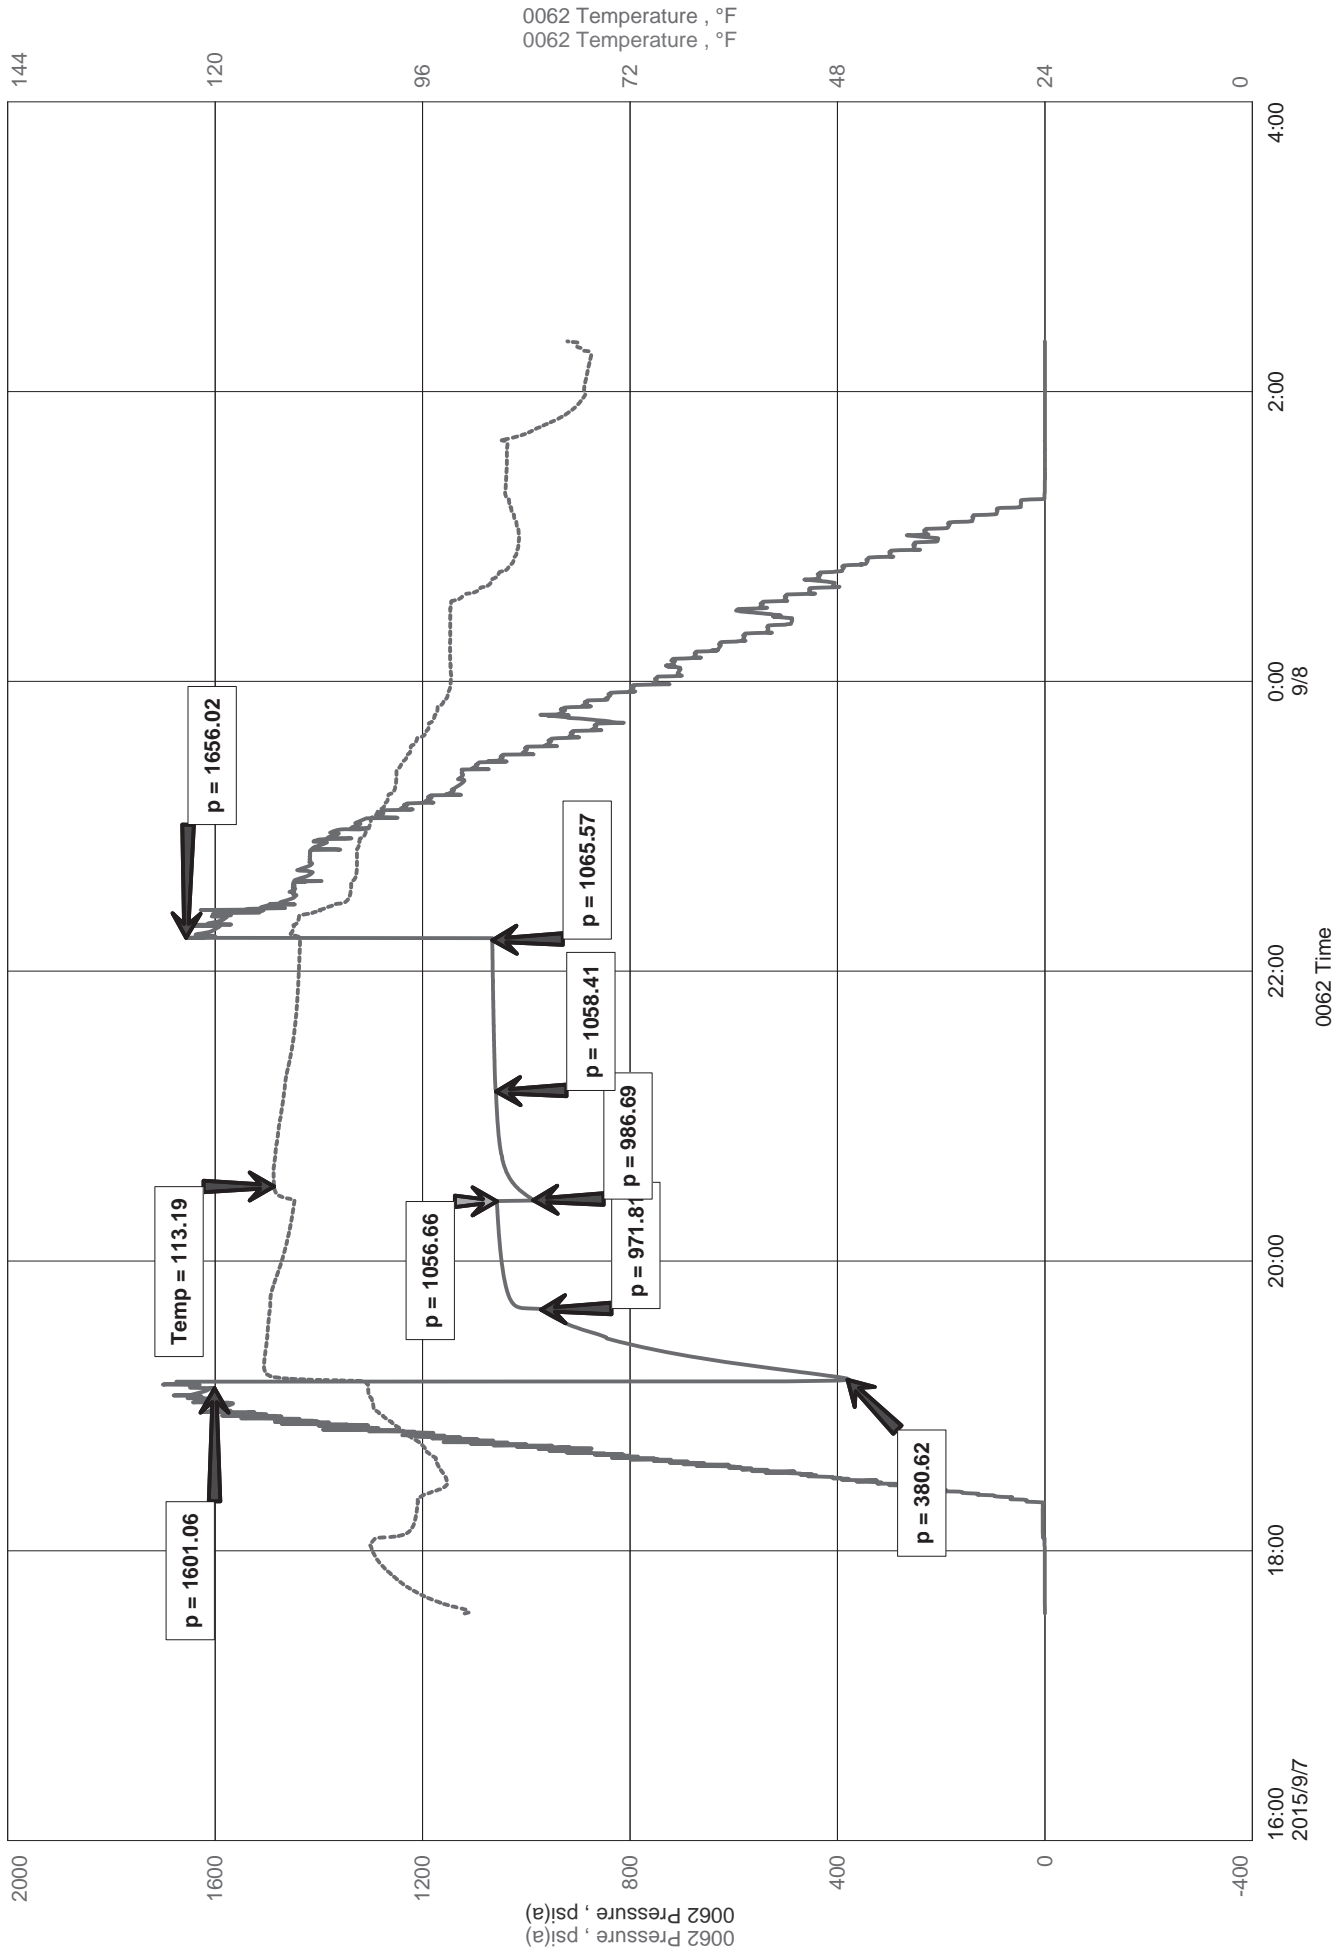 0062 Temperature , °F
0062 Temperature , °F
144
120
96
72
48
24
0
2000
1600
1200
800
400
0
-400
0062 Pressure , psi(a)
0062 Pressure , psi(a)
p = 1601.06
p = 380.62
Temp = 113.19
p = 1056.66
p = 971.81
p = 986.69
p = 1058.41
p = 1065.57
p = 1656.02
16:00
18:00
20:00
22:00
0:00
2:00
4:00
2015/9/7
9/8
0062 Time